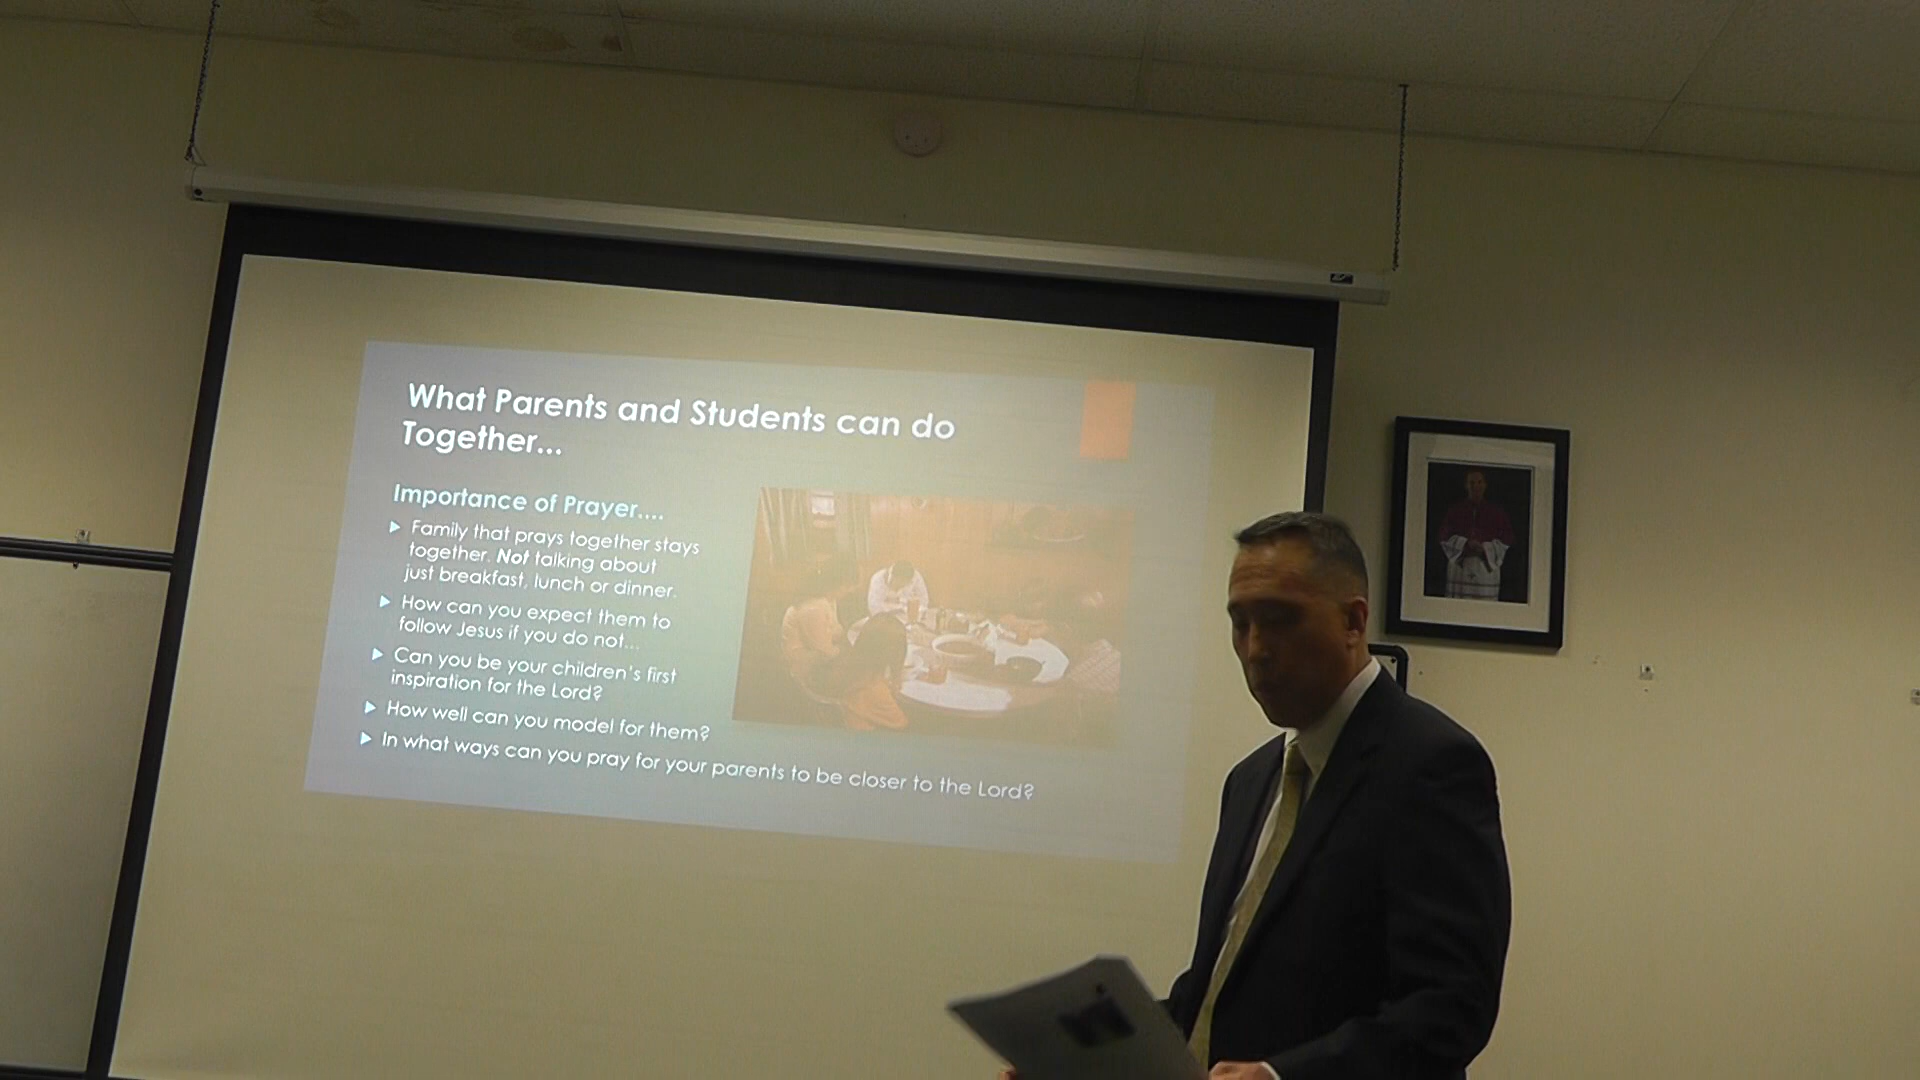 What Parents and Students can do
Together...
Importance of Prayer....
Family that prays together stays
together. Not talking about
just breakfast, lunch or dinner.
How can you expect them to
follow Jesus if you do not...
Can you be your children's first
inspiration for the Lord?
How well can you model for them?
In what ways can you pray for your parents to be closer to the Lord?